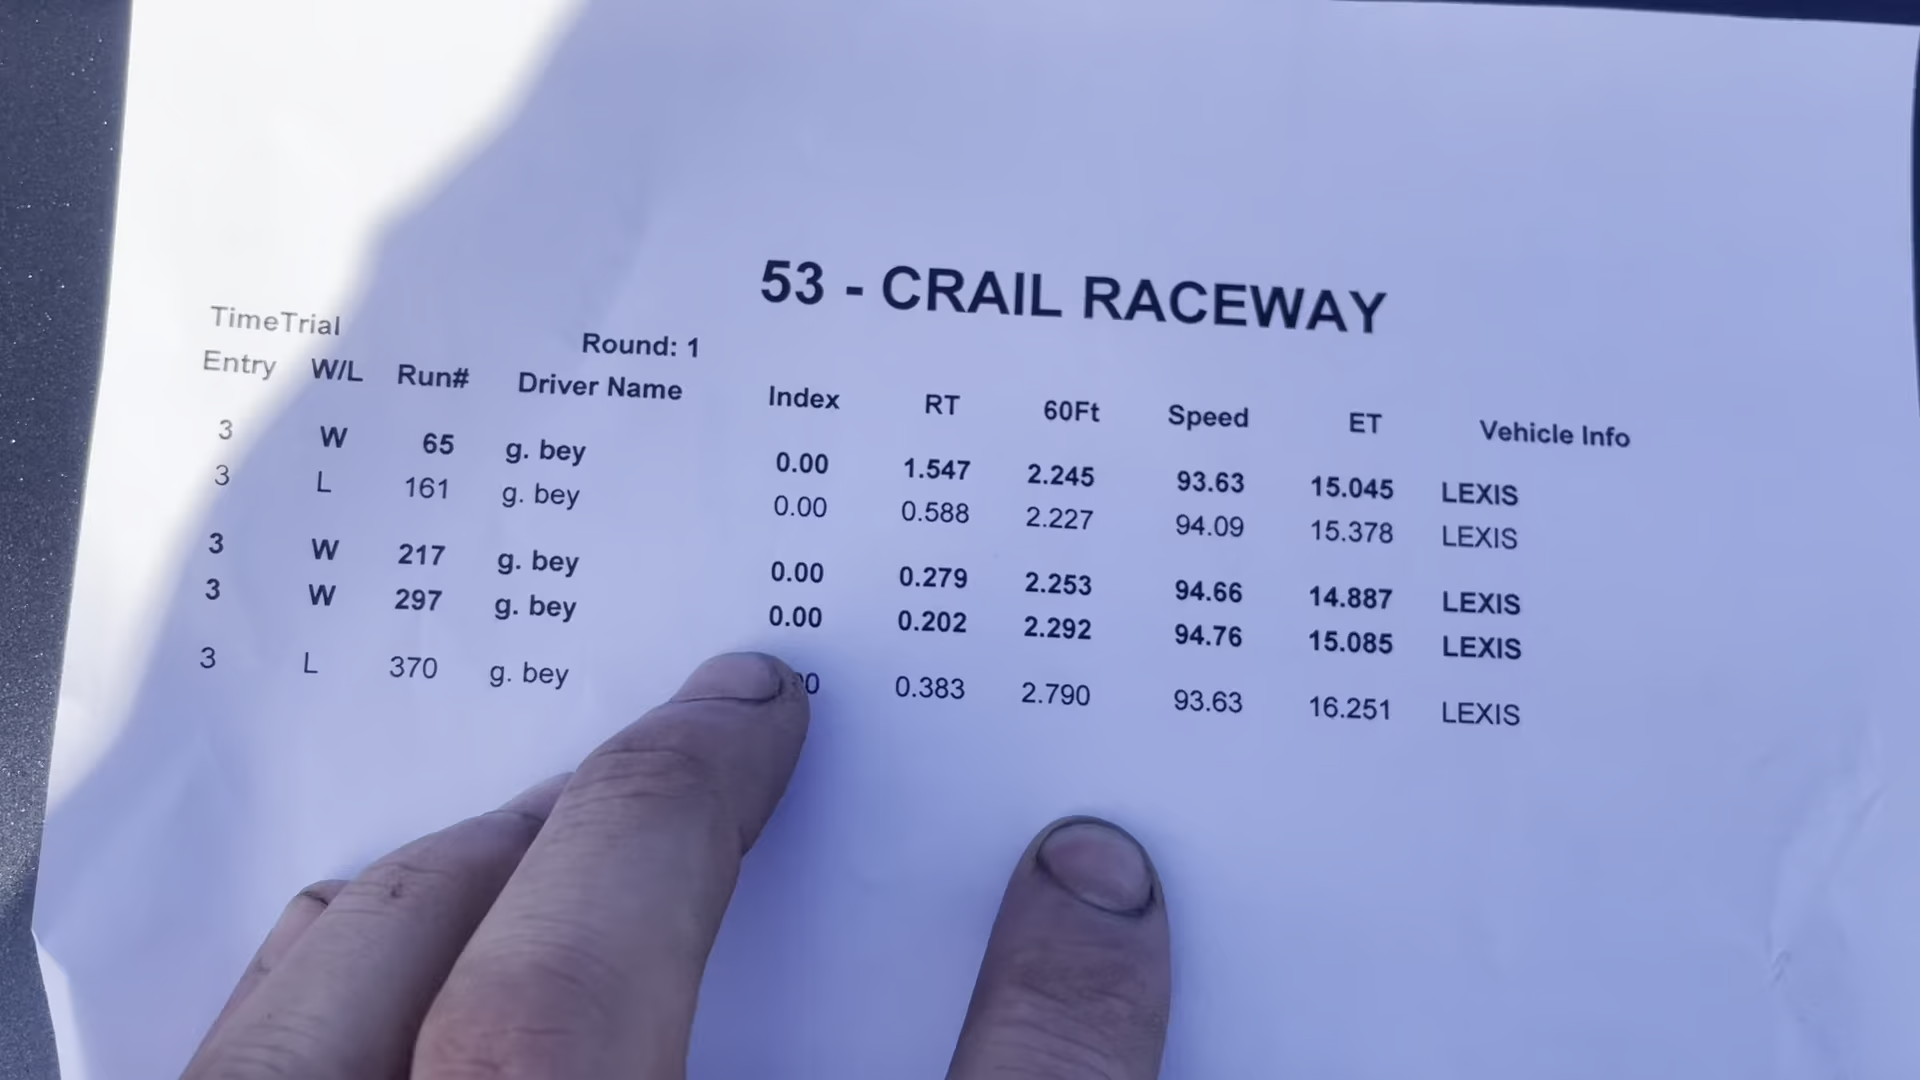 53 - CRAIL RACEWAY
TimeTrial
Round: 1
Entry W/L Run# Driver Name Index RT 60Ft Speed ET Vehicle Info
3 W 65 g. bey 0.00 1.547 2.245 93.63 15.045 LEXIS
3 L 161 g. bey 0.00 0.588 2.227 94.09 15.378 LEXIS
3 W 217 g. bey 0.00 0.279 2.253 94.66 14.887 LEXIS
3 W 297 g. bey 0.00 0.202 2.292 94.76 15.085 LEXIS
3 L 370 g. bey 0.383 2.790 93.63 16.251 LEXIS